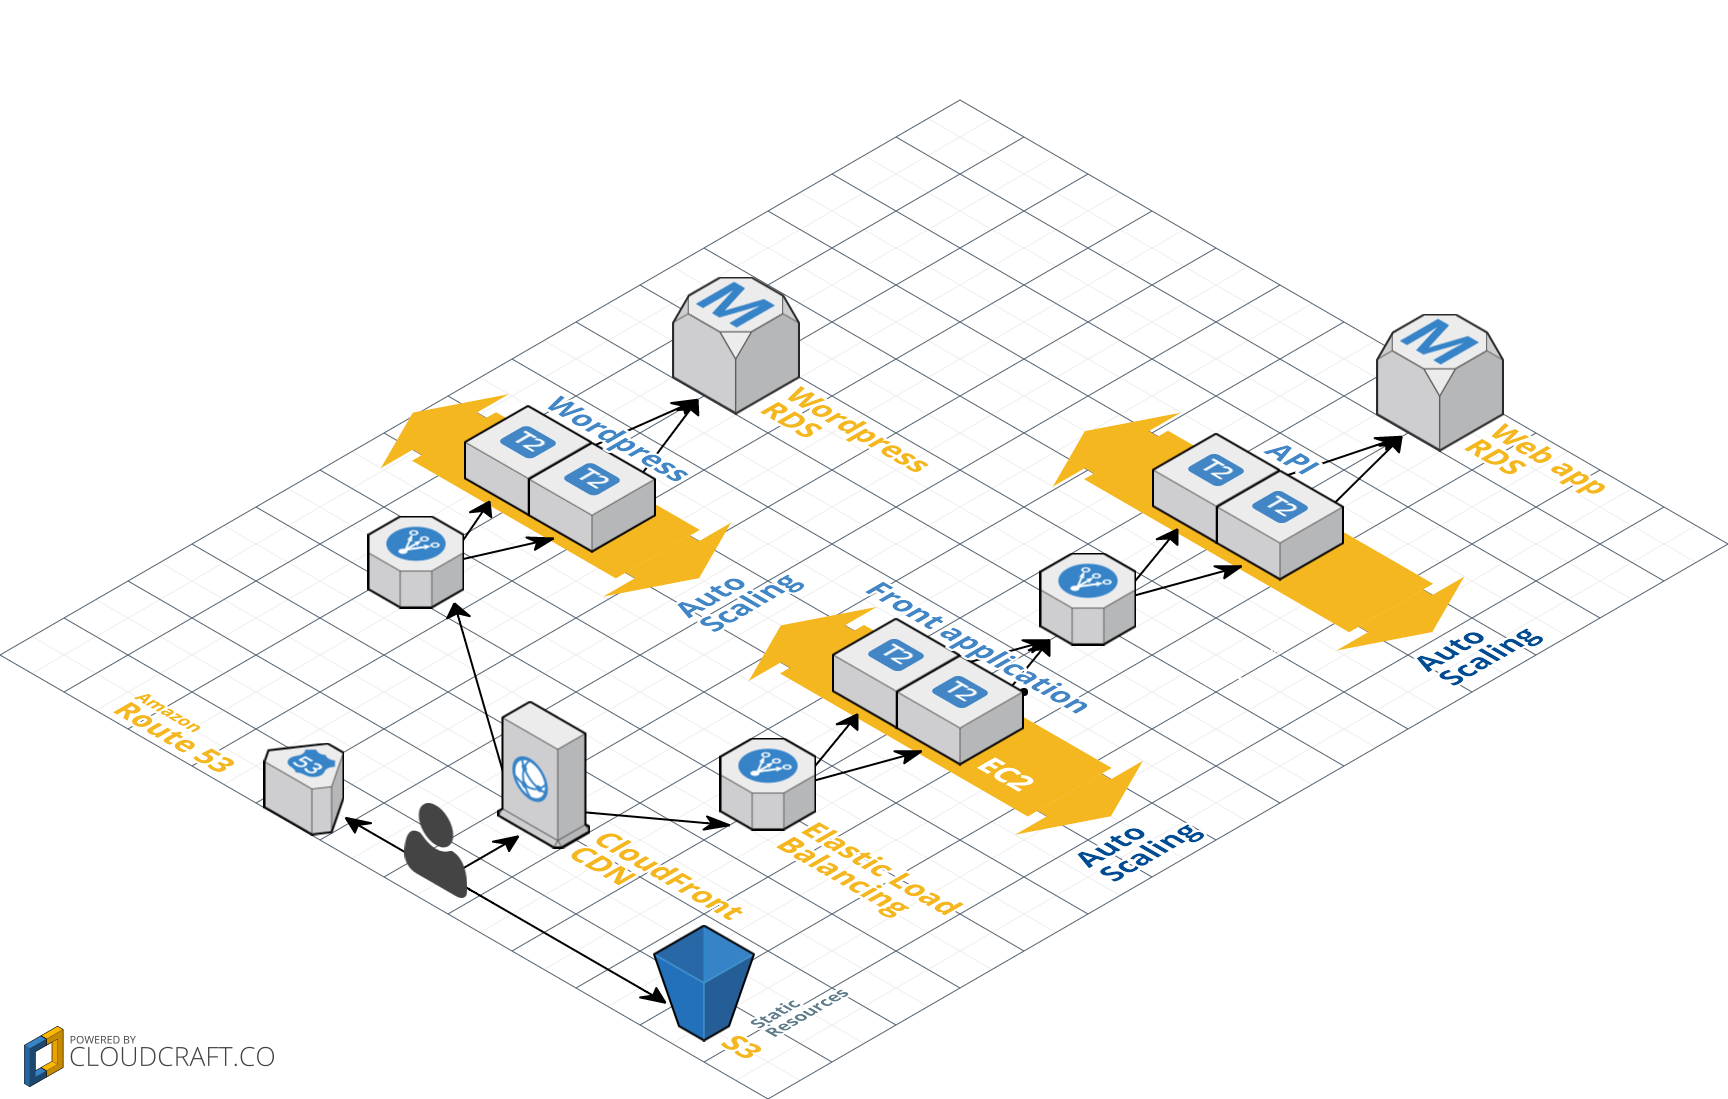 M
M
Wordpress
RDS
Web app
RDS
Wordpress
T2
T2
API
T2
T2
Auto
Scaling
Front application
T2
T2
EC2
Auto
Scaling
Auto
Scaling
Amazon
Route 53
53
CloudFront
CDN
Elastic Load
Balancing
Static
Resources
S3
POWERED BY
CLOUDCRAFT.CO